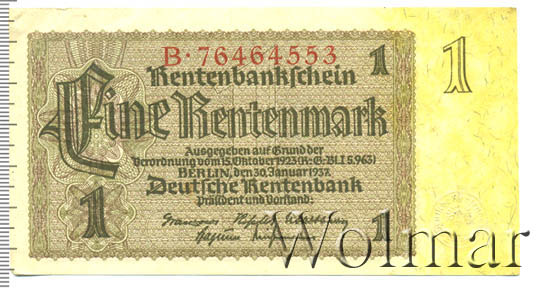 B·76464553
Rentenbankschein 1 1
Eine Rentenmark
Ausgegeben auf Grund der
Verordnung vom 15. Oktober 1923 (R.-G.-Bl. I S. 963)
BERLIN, den 30. Januar 1937.
Deutsche Rentenbank
Präsident und Vorstand:
1 1
Wolmar